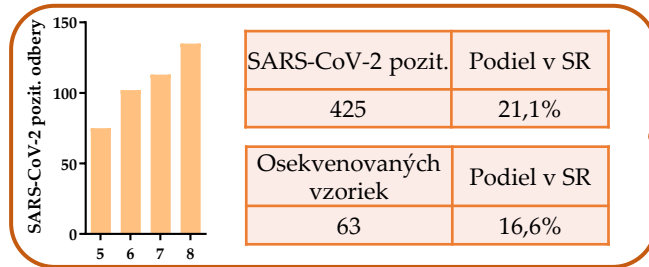 SARS-CoV-2 pozit. odbery
150
100
50
0
5 6 7 8
SARS-CoV-2 pozit. Podiel v SR
425 21,1%
Osekvenovaných
vzoriek
Podiel v SR
63 16,6%